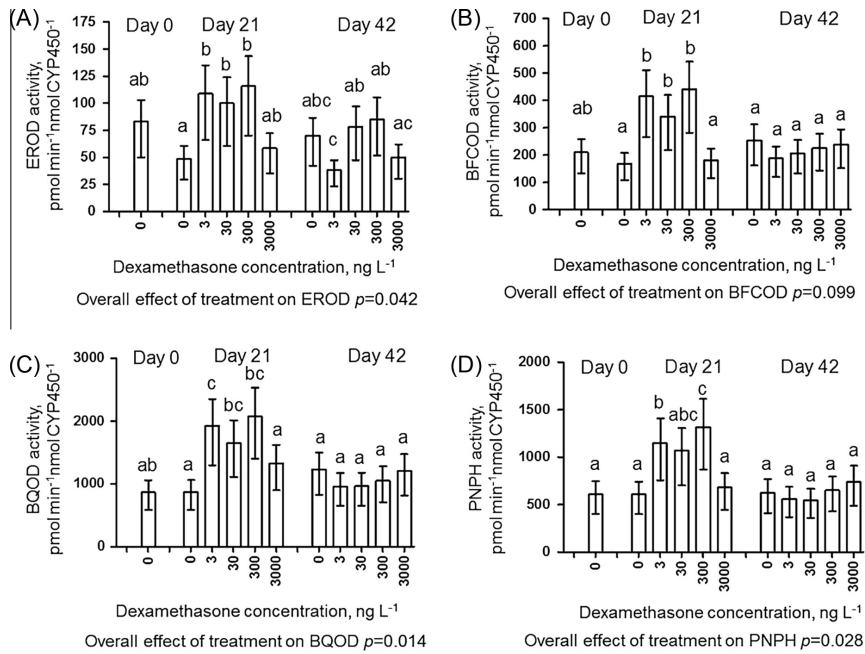 (A)
Day 0 Day 21 Day 42
EROD activity,
pmol min⁻¹nmol CYP450⁻¹
175
150
125
100
75
50
25
0
ab a b b b ab abc c ab ab ac
0 0 3 30 300 3000 0 3 30 300 3000
Dexamethasone concentration, ng L⁻¹
Overall effect of treatment on EROD p=0.042
(B)
Day 0 Day 21 Day 42
BFCOD activity,
pmol min⁻¹nmol CYP450⁻¹
700
600
500
400
300
200
100
0
ab a b b b a a a a a a
0 0 3 30 300 3000 0 3 30 300 3000
Dexamethasone concentration, ng L⁻¹
Overall effect of treatment on BFCOD p=0.099
(C)
Day 0 Day 21 Day 42
BQOD activity,
pmol min⁻¹nmol CYP450⁻¹
3000
2000
1000
0
ab a c bc bc a a a a a a
0 0 3 30 300 3000 0 3 30 300 3000
Dexamethasone concentration, ng L⁻¹
Overall effect of treatment on BQOD p=0.014
(D)
Day 0 Day 21 Day 42
PNPH activity,
pmol min⁻¹nmol CYP450⁻¹
2000
1500
1000
500
0
a a b abc c a a a a a a
0 0 3 30 300 3000 0 3 30 300 3000
Dexamethasone concentration, ng L⁻¹
Overall effect of treatment on PNPH p=0.028